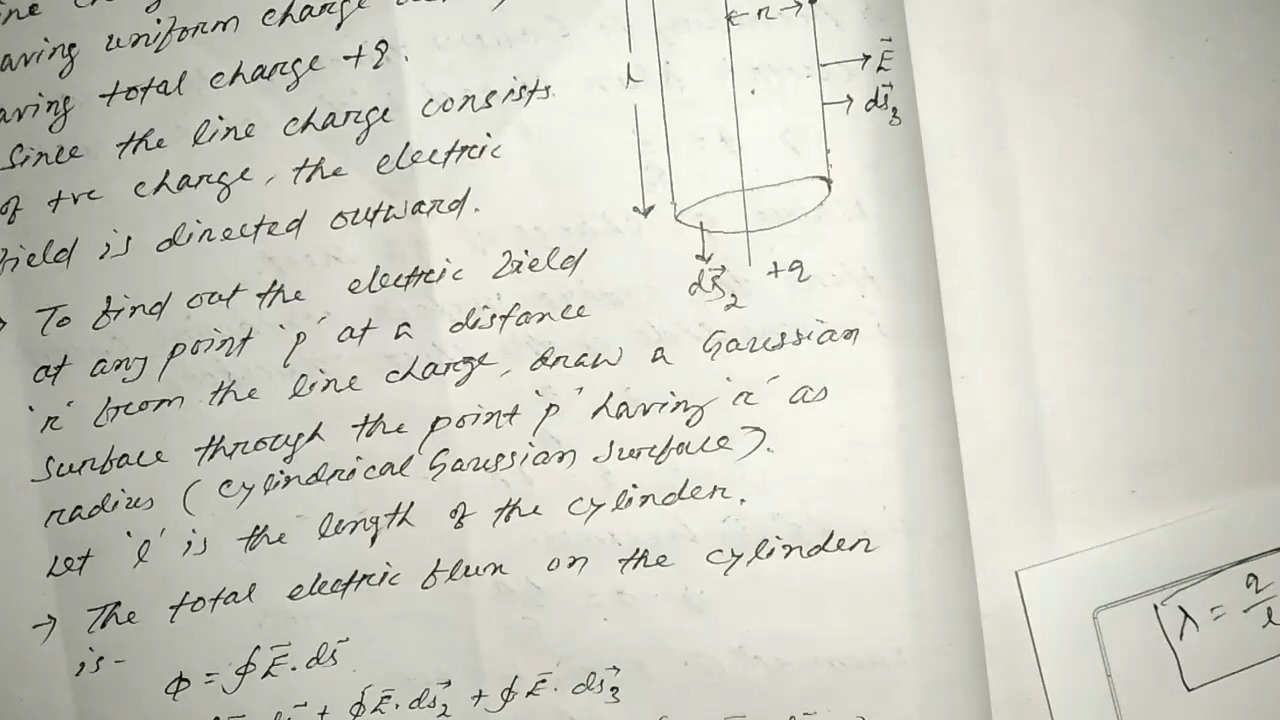 aving uniform charge
aving total charge +q.
Since the line charge consists
of +ve charge, the electric
field is directed outward.
To find out the electric field
at any point 'p' at a distance
'r' from the line charge, draw a Gaussian
surface through the point 'p' having 'r' as
radius (cylindrical Gaussian surface).
Let 'l' is the length of the cylinder.
→ The total electric flux on the cylinder
is-
φ = ∮ E⃗. ds⃗
+ ∮ E⃗. ds⃗₂ + ∮ E⃗. ds⃗₃
r
l
E⃗
ds⃗₃
ds⃗₂
+q
λ = q/l